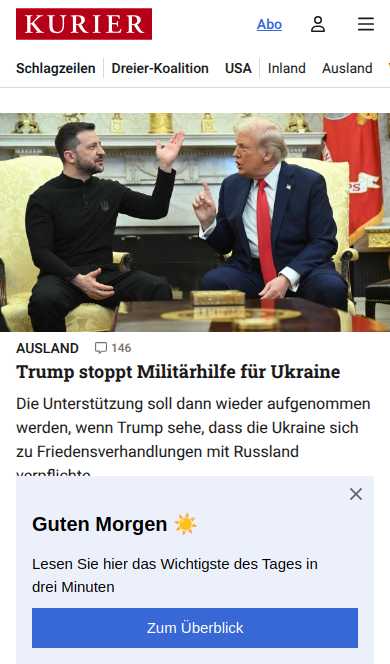 KURIER
Abo
Schlagzeilen Dreier-Koalition USA Inland Ausland
AUSLAND 146
Trump stoppt Militärhilfe für Ukraine
Die Unterstützung soll dann wieder aufgenommen
werden, wenn Trump sehe, dass die Ukraine sich
zu Friedensverhandlungen mit Russland
verpflichte
Guten Morgen ☀️
Lesen Sie hier das Wichtigste des Tages in
drei Minuten
Zum Überblick